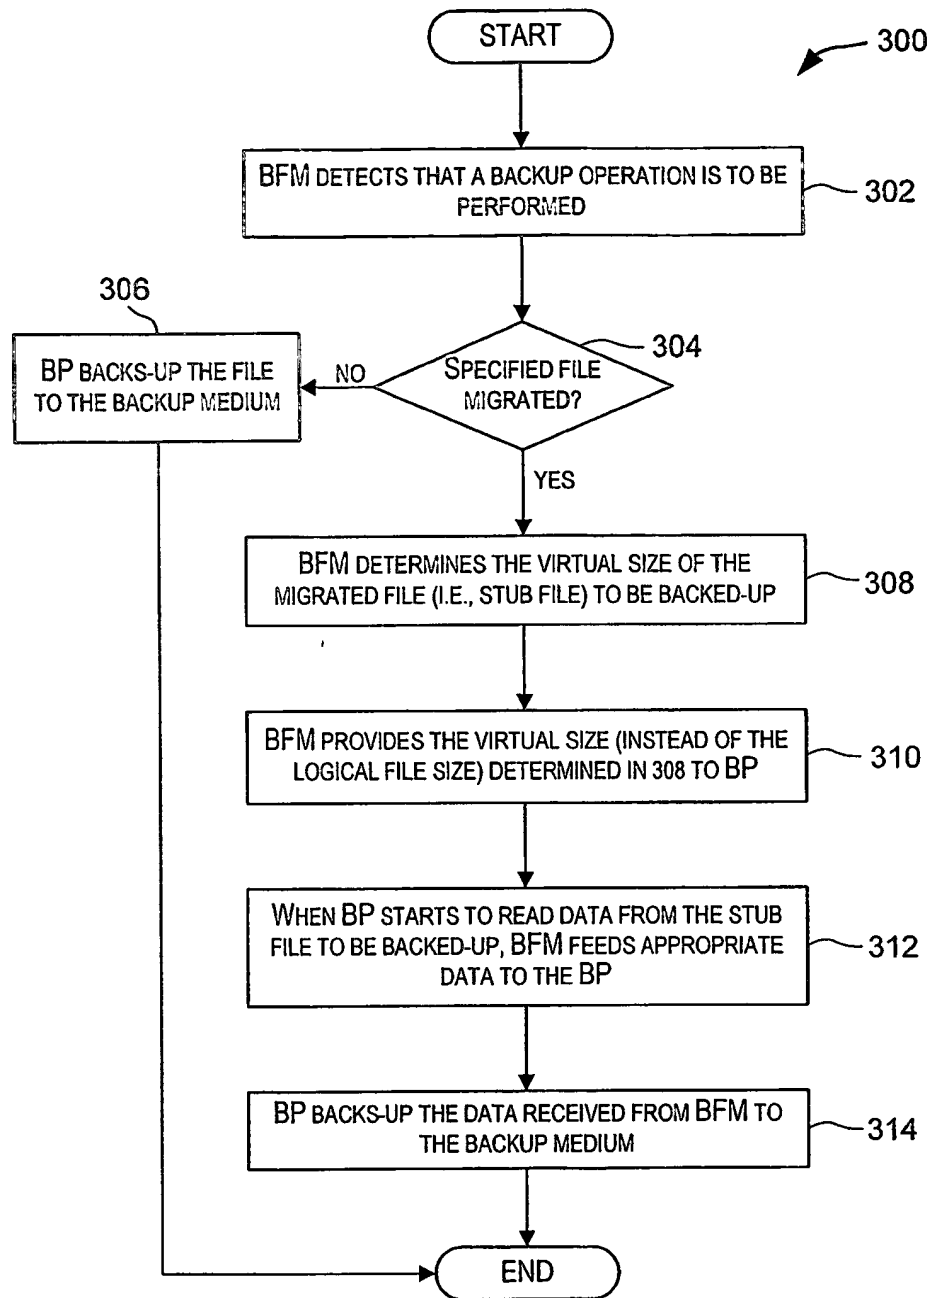 START
300
BFM DETECTS THAT A BACKUP OPERATION IS TO BE
PERFORMED
302
306
304
BP BACKS-UP THE FILE
TO THE BACKUP MEDIUM
NO
SPECIFIED FILE
MIGRATED?
YES
BFM DETERMINES THE VIRTUAL SIZE OF THE
MIGRATED FILE (I.E., STUB FILE) TO BE BACKED-UP
308
BFM PROVIDES THE VIRTUAL SIZE (INSTEAD OF THE
LOGICAL FILE SIZE) DETERMINED IN 308 TO BP
310
WHEN BP STARTS TO READ DATA FROM THE STUB
FILE TO BE BACKED-UP, BFM FEEDS APPROPRIATE
DATA TO THE BP
312
BP BACKS-UP THE DATA RECEIVED FROM BFM TO
THE BACKUP MEDIUM
314
END